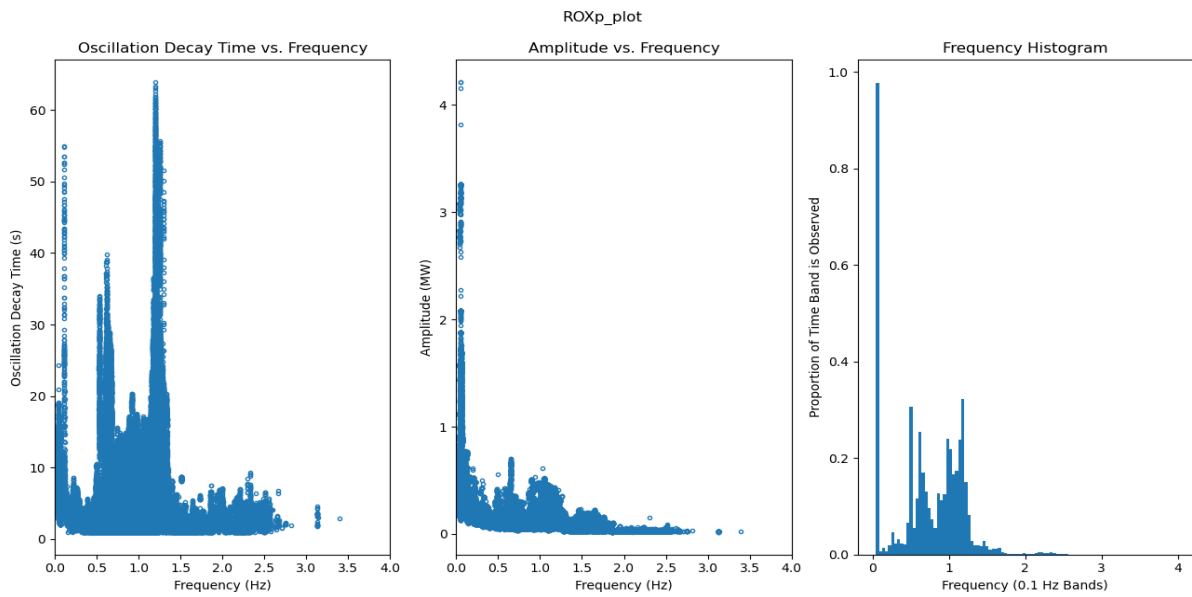 ROXp_plot
Oscillation Decay Time vs. Frequency
Amplitude vs. Frequency
Frequency Histogram
Oscillation Decay Time (s)
60
50
40
30
20
10
0
0.0 0.5 1.0 1.5 2.0 2.5 3.0 3.5 4.0
Frequency (Hz)
Amplitude (MW)
4
3
2
1
0
0.0 0.5 1.0 1.5 2.0 2.5 3.0 3.5 4.0
Frequency (Hz)
Proportion of Time Band is Observed
1.0
0.8
0.6
0.4
0.2
0.0
0 1 2 3 4
Frequency (0.1 Hz Bands)